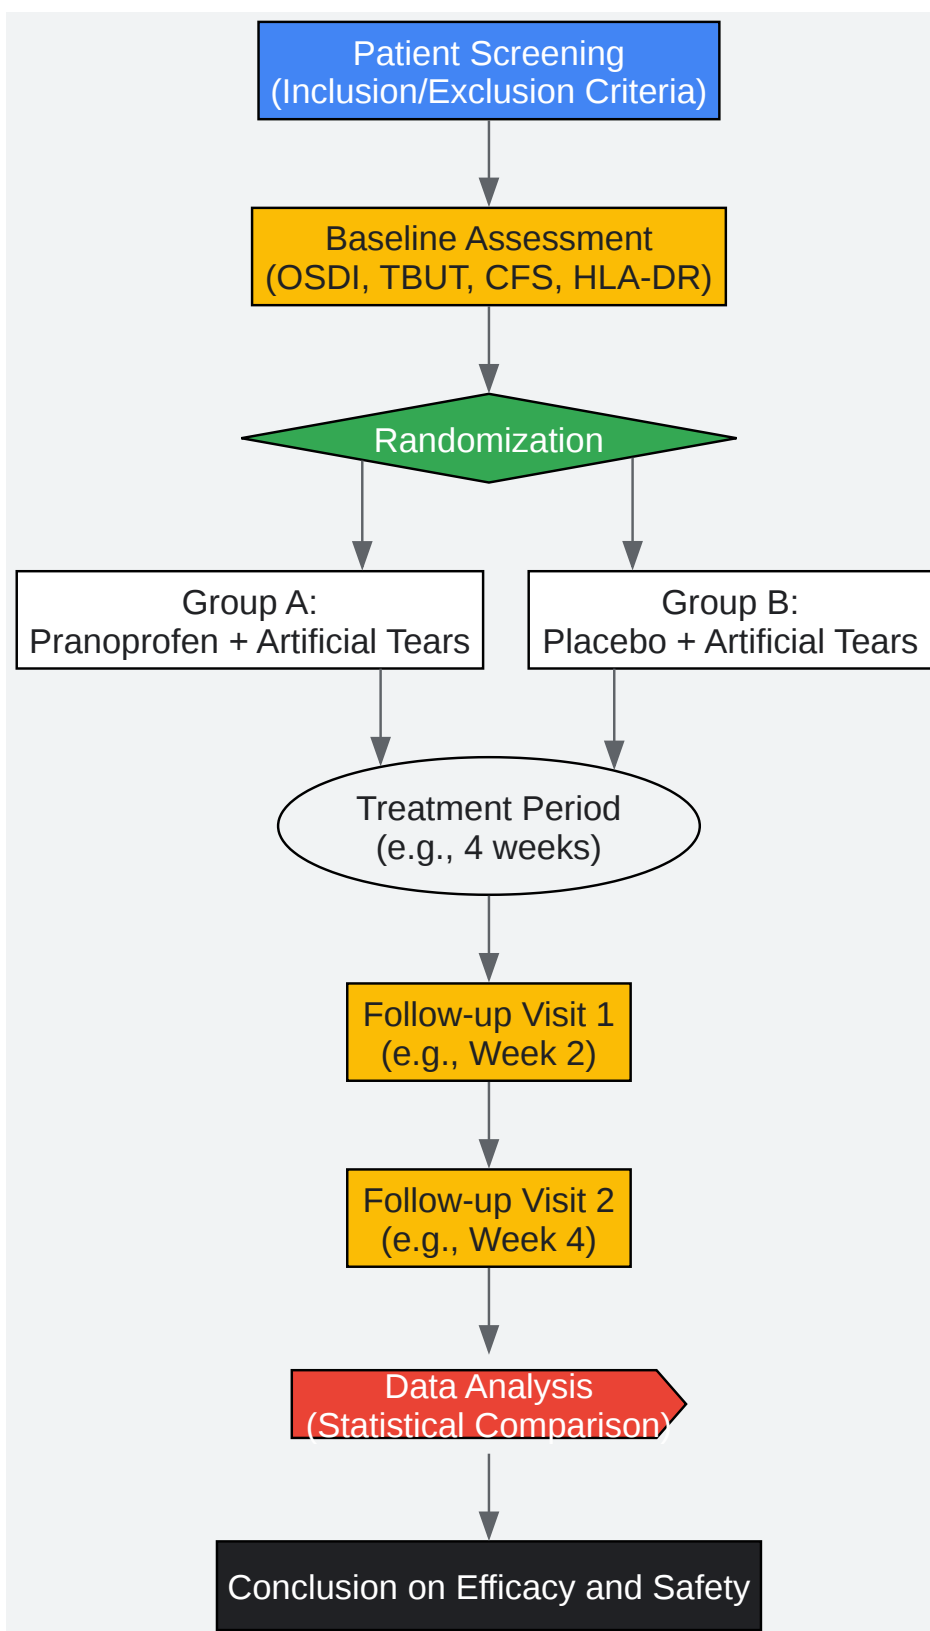 Patient Screening
(Inclusion/Exclusion Criteria)
Baseline Assessment
(OSDI, TBUT, CFS, HLA-DR)
Randomization
Group A:
Pranoprofen + Artificial Tears
Group B:
Placebo + Artificial Tears
Treatment Period
(e.g., 4 weeks)
Follow-up Visit 1
(e.g., Week 2)
Follow-up Visit 2
(e.g., Week 4)
Data Analysis
(Statistical Comparison)
Conclusion on Efficacy and Safety